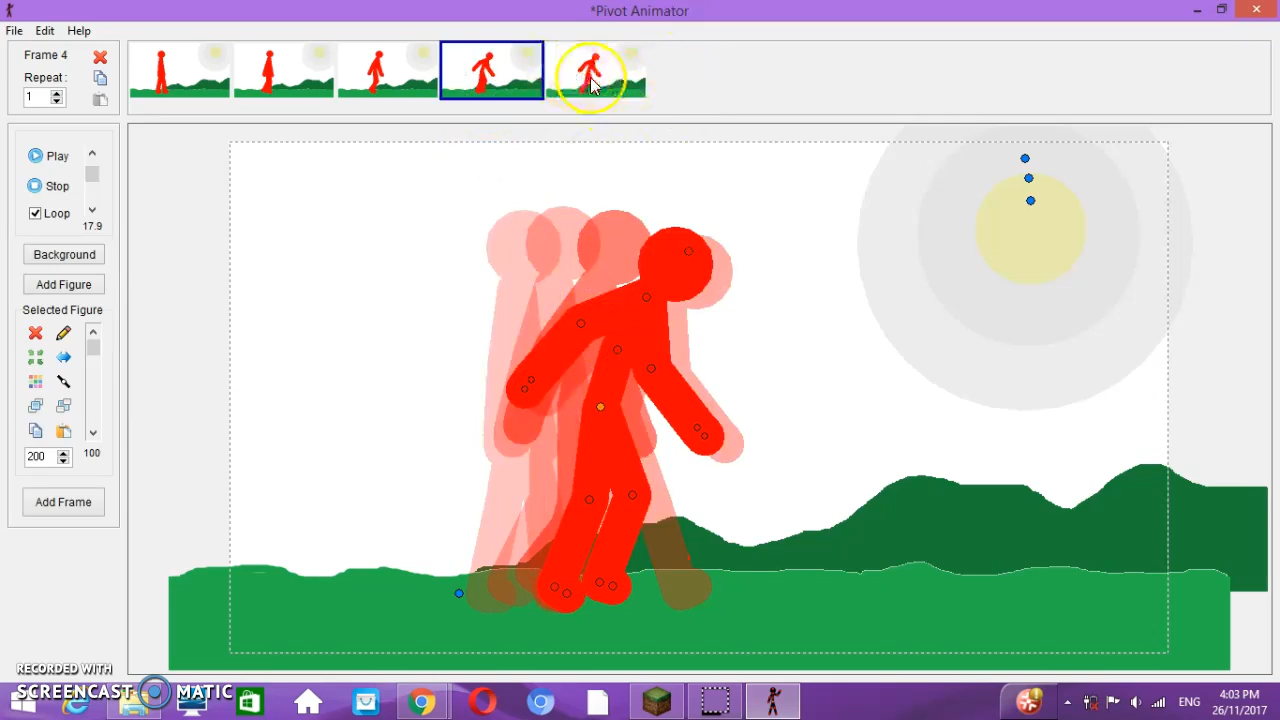 *Pivot Animator
File Edit Help
Frame 4
Repeat :
1
Play
Stop
Loop
17.9
Background
Add Figure
Selected Figure
200
100
Add Frame
RECORDED WITH
SCREENCAST MATIC
ENG
4:03 PM
26/11/2017